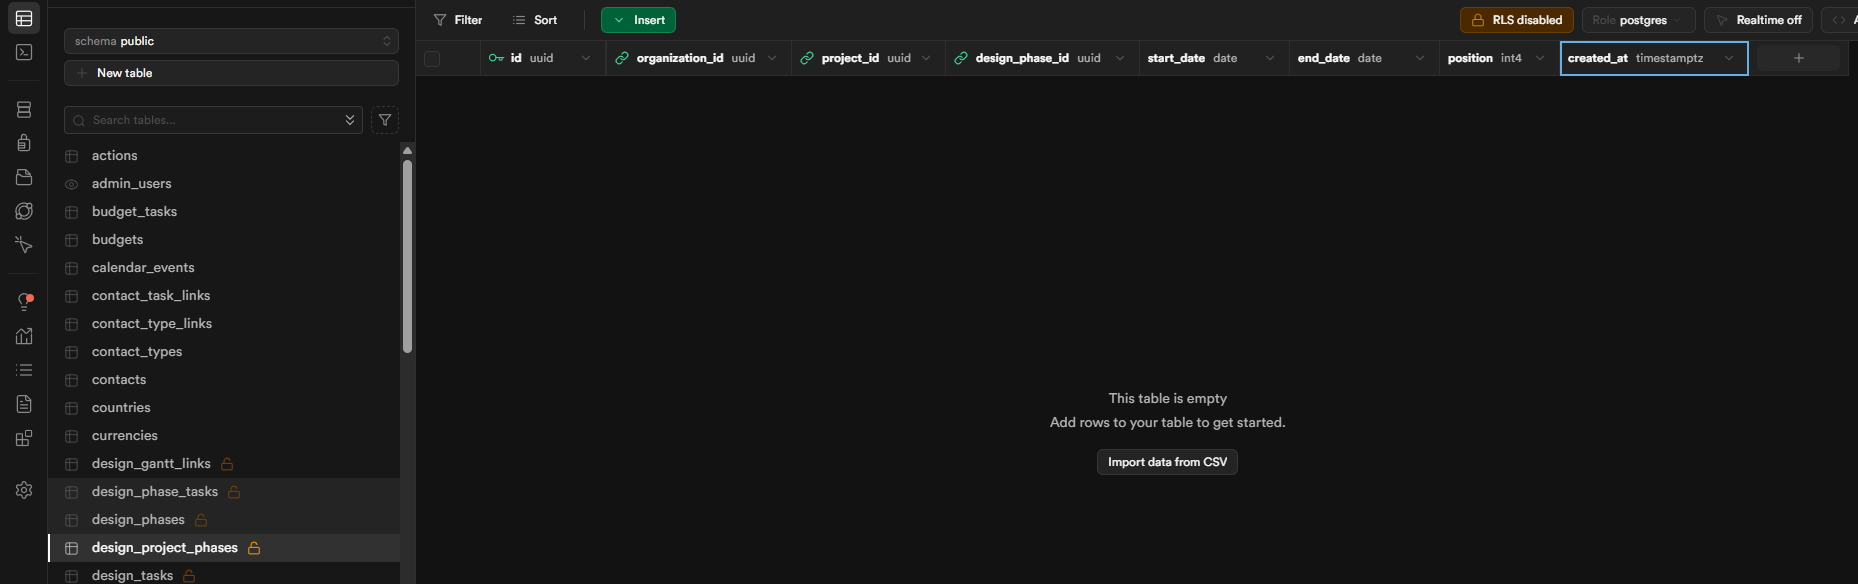 schema public
New table
Search tables...
actions
admin_users
budget_tasks
budgets
calendar_events
contact_task_links
contact_type_links
contact_types
contacts
countries
currencies
design_gantt_links
design_phase_tasks
design_phases
design_project_phases
design_tasks
Filter Sort Insert RLS disabled Role postgres Realtime off
id uuid organization_id uuid project_id uuid design_phase_id uuid start_date date end_date date position int4 created_at timestamptz
This table is empty
Add rows to your table to get started.
Import data from CSV